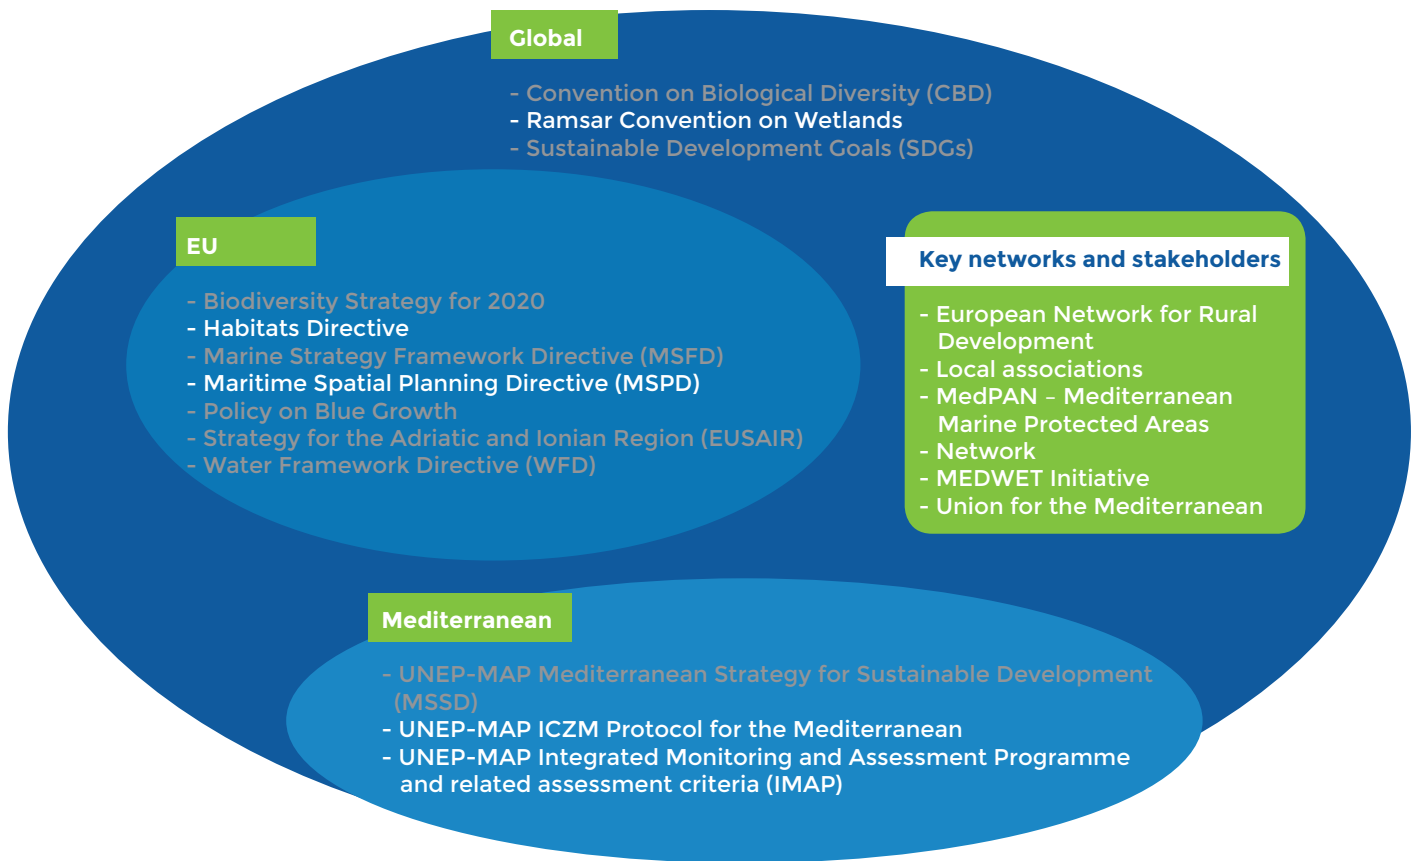 Global
- Convention on Biological Diversity (CBD)
- Ramsar Convention on Wetlands
- Sustainable Development Goals (SDGs)
EU
- Biodiversity Strategy for 2020
- Habitats Directive
- Marine Strategy Framework Directive (MSFD)
- Maritime Spatial Planning Directive (MSPD)
- Policy on Blue Growth
- Strategy for the Adriatic and Ionian Region (EUSAIR)
- Water Framework Directive (WFD)
Key networks and stakeholders
- European Network for Rural
Development
- Local associations
- MedPAN – Mediterranean
Marine Protected Areas
- Network
- MEDWET Initiative
- Union for the Mediterranean
Mediterranean
- UNEP-MAP Mediterranean Strategy for Sustainable Development
(MSSD)
- UNEP-MAP ICZM Protocol for the Mediterranean
- UNEP-MAP Integrated Monitoring and Assessment Programme
and related assessment criteria (IMAP)